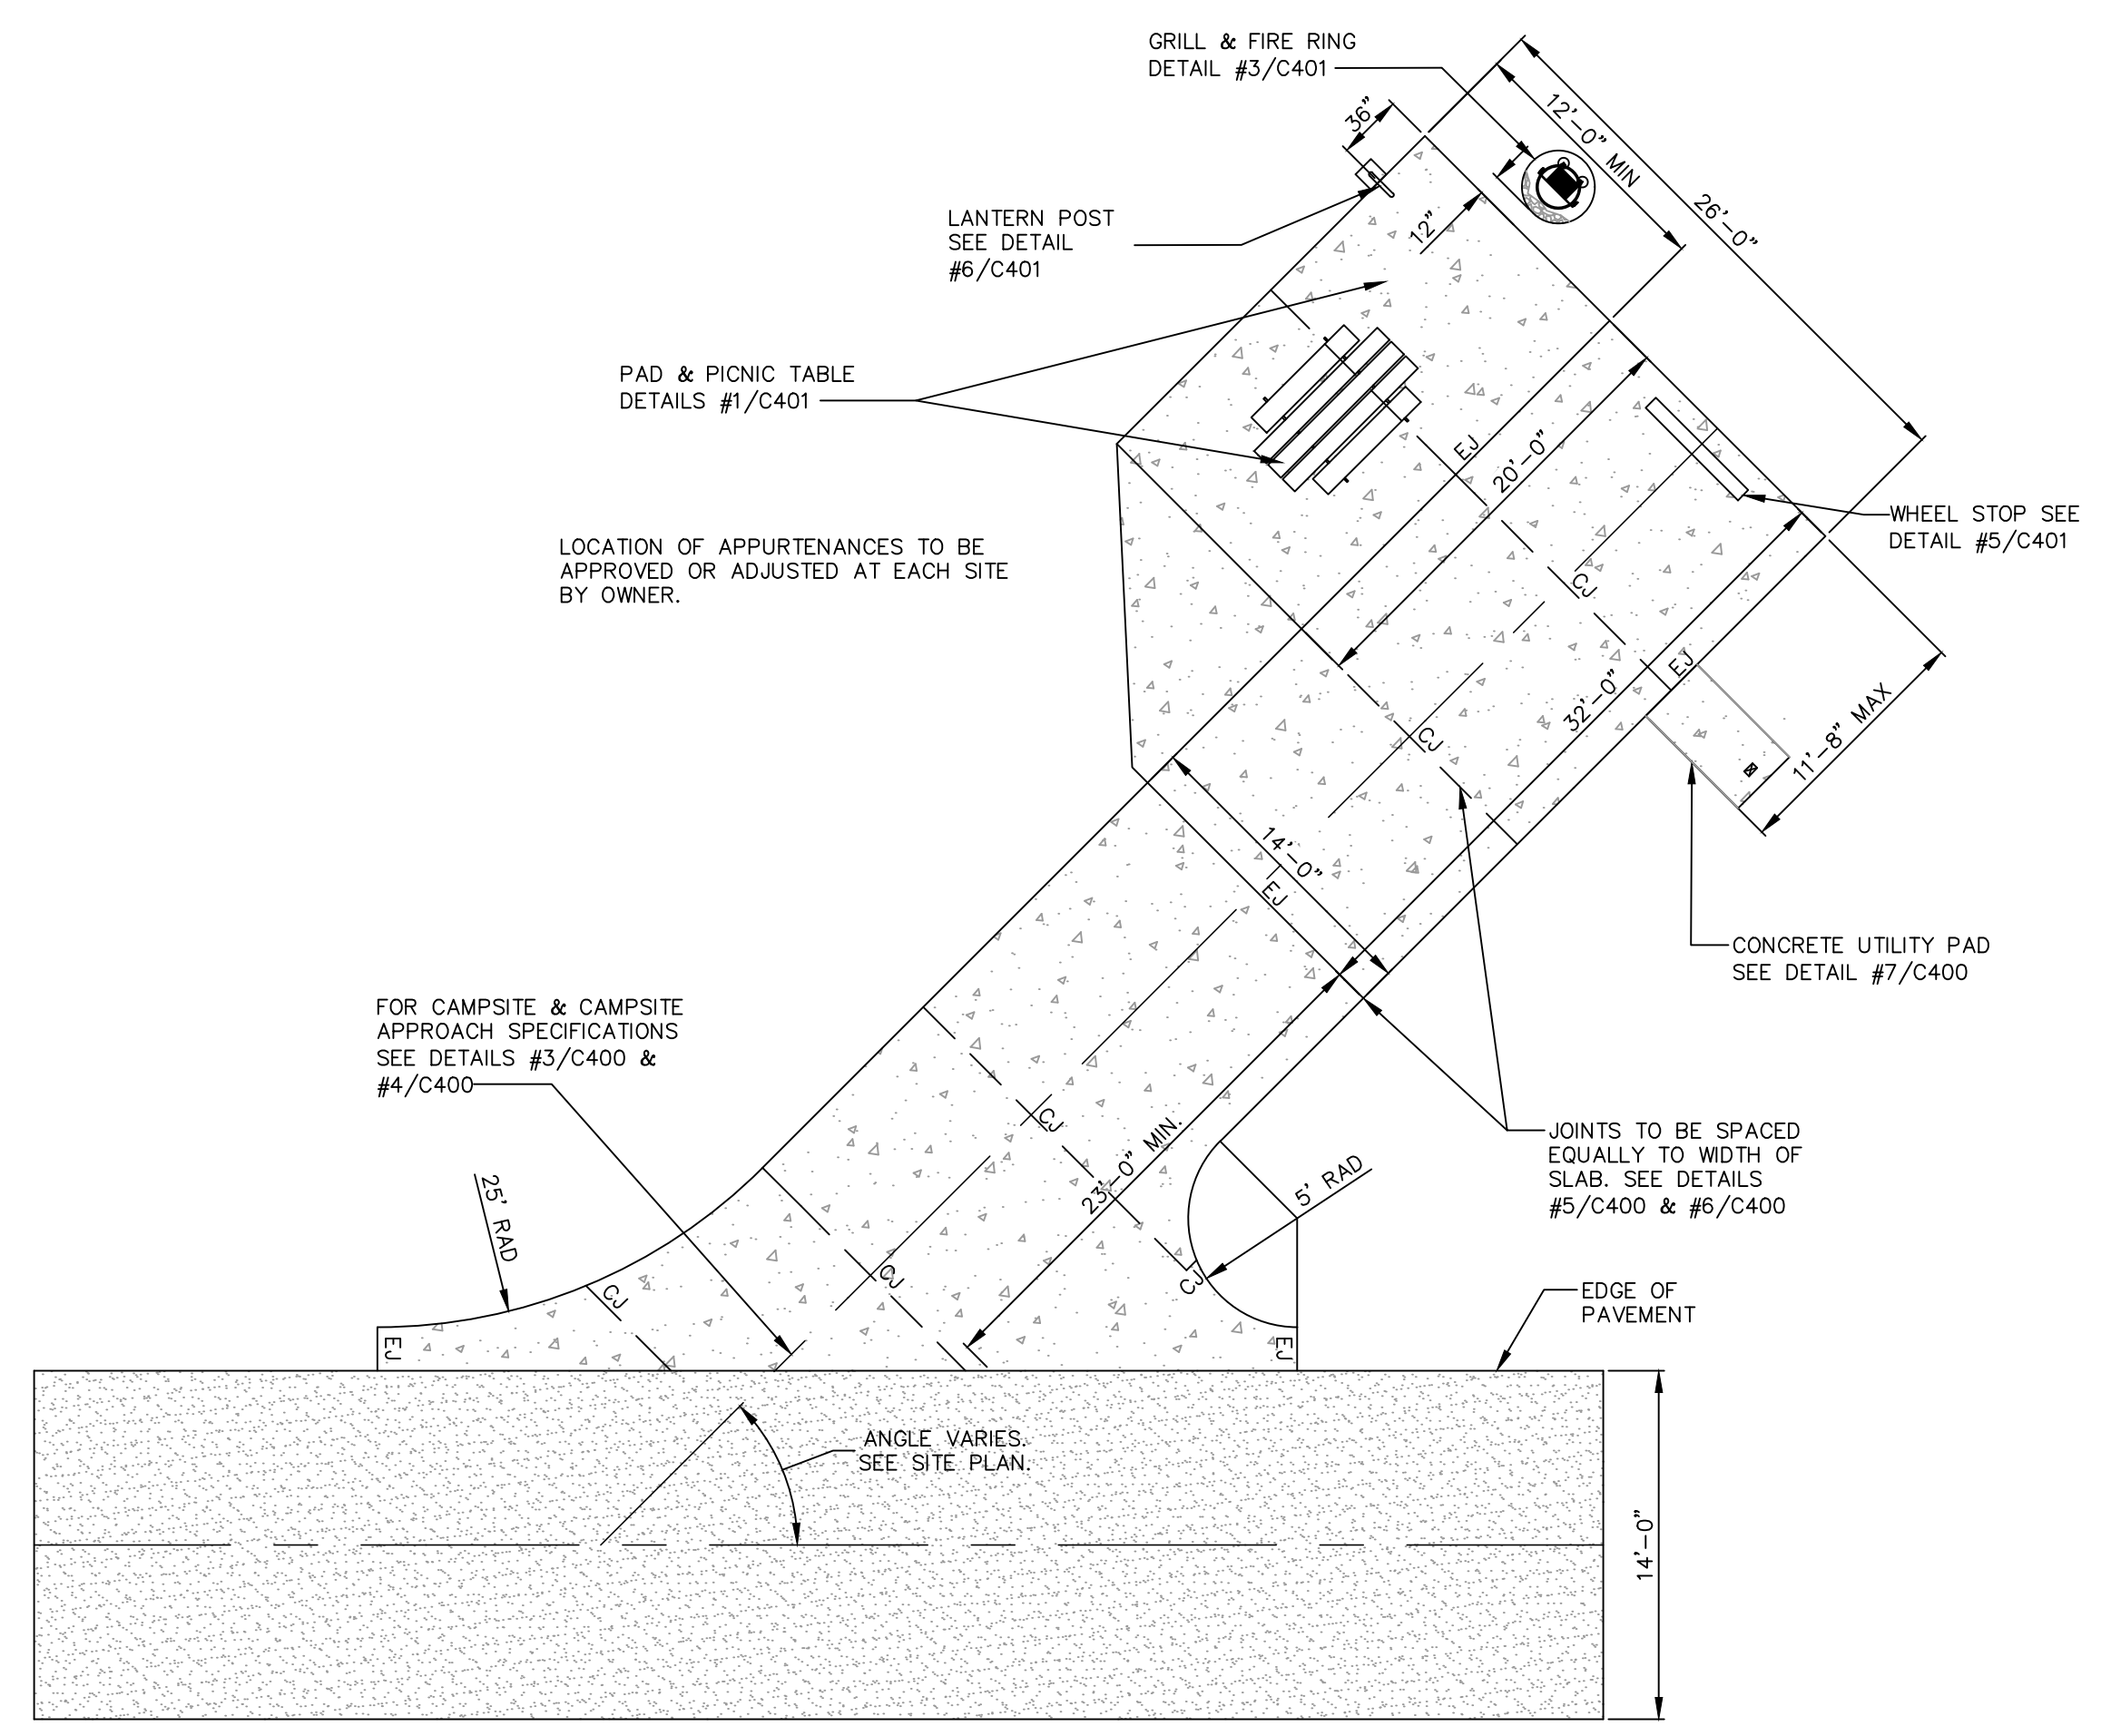 GRILL & FIRE RING
DETAIL #3/C401
36"
12'-0" MIN
26'-0"
LANTERN POST
SEE DETAIL
#6/C401
12"
PAD & PICNIC TABLE
DETAILS #1/C401
EJ
20'-0"
WHEEL STOP SEE
DETAIL #5/C401
LOCATION OF APPURTENANCES TO BE
APPROVED OR ADJUSTED AT EACH SITE
BY OWNER.
CJ
EJ
32'-0"
11'-8" MAX
CJ
14'-0"
EJ
CONCRETE UTILITY PAD
SEE DETAIL #7/C400
FOR CAMPSITE & CAMPSITE
APPROACH SPECIFICATIONS
SEE DETAILS #3/C400 &
#4/C400
CJ
23'-0" MIN.
JOINTS TO BE SPACED
EQUALLY TO WIDTH OF
SLAB. SEE DETAILS
#5/C400 & #6/C400
25' RAD
5' RAD
CJ
CJ
CJ
EDGE OF
PAVEMENT
EJ
EJ
ANGLE VARIES.
SEE SITE PLAN.
14'-0"